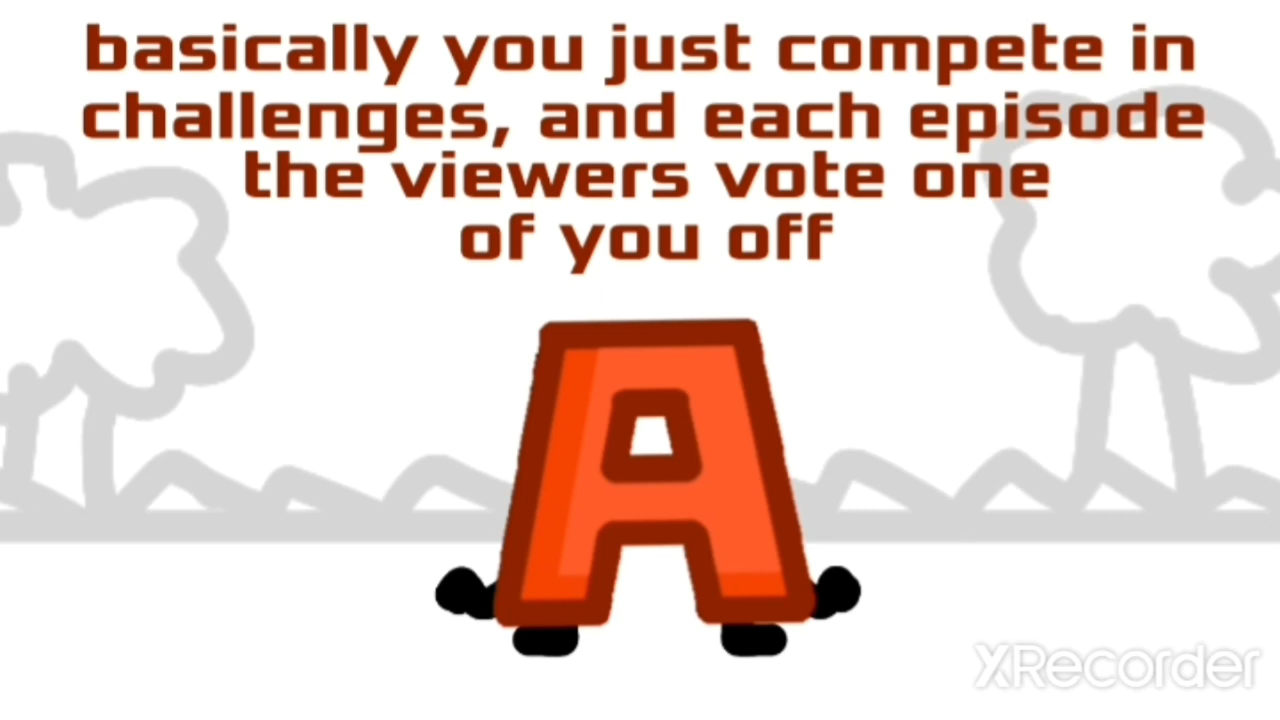 basically you just compete in
challenges, and each episode
the viewers vote one
of you off
A
XRecorder